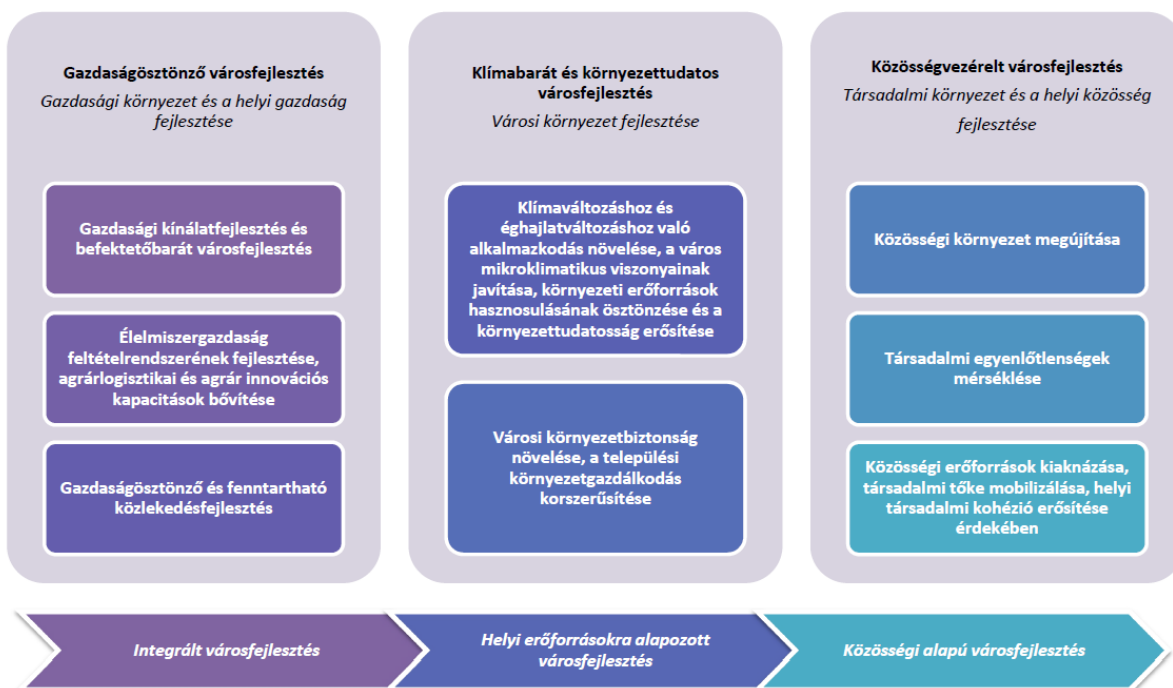 Gazdaságösztönző városfejlesztés
Gazdasági környezet és a helyi gazdaság
fejlesztése
Gazdasági kínálatfejlesztés és
befektetőbarát városfejlesztés
Élelmiszergazdaság
feltételrendszerének fejlesztése,
agrárlogisztikai és agrár innovációs
kapacitások bővítése
Gazdaságösztönző és fenntartható
közlekedésfejlesztés
Klímabarát és környezettudatos
városfejlesztés
Városi környezet fejlesztése
Klímaváltozáshoz és
éghajlatváltozáshoz való
alkalmazkodás növelése, a város
mikroklimatikus viszonyainak
javítása, környezeti erőforrások
hasznosulásának ösztönzése és a
környezettudatosság erősítése
Városi környezetbiztonság
növelése, a települési
környezetgazdálkodás
korszerűsítése
Közösségvezérelt városfejlesztés
Társadalmi környezet és a helyi közösség
fejlesztése
Közösségi környezet megújítása
Társadalmi egyenlőtlenségek
mérséklése
Közösségi erőforrások kiaknázása,
társadalmi tőke mobilizálása, helyi
társadalmi kohézió erősítése
érdekében
Integrált városfejlesztés
Helyi erőforrásokra alapozott
városfejlesztés
Közösségi alapú városfejlesztés